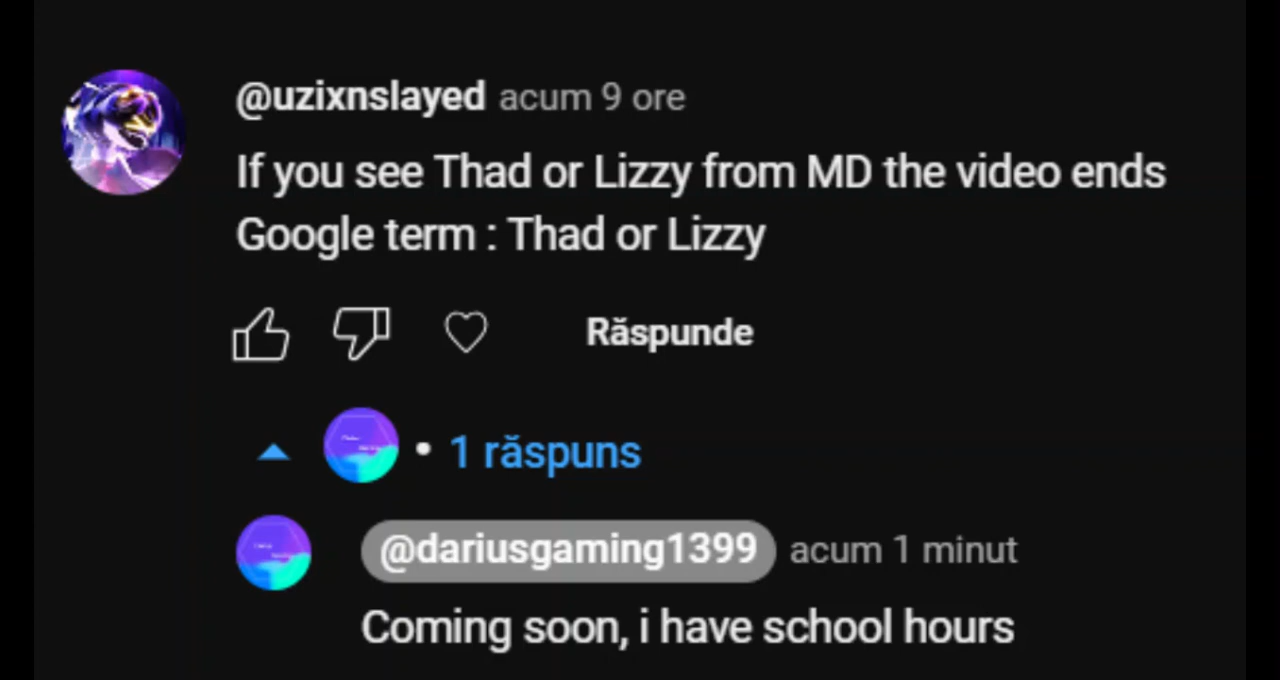 @uzixnslayed acum 9 ore
If you see Thad or Lizzy from MD the video ends
Google term : Thad or Lizzy
Răspunde
• 1 răspuns
@dariusgaming1399 acum 1 minut
Coming soon, i have school hours